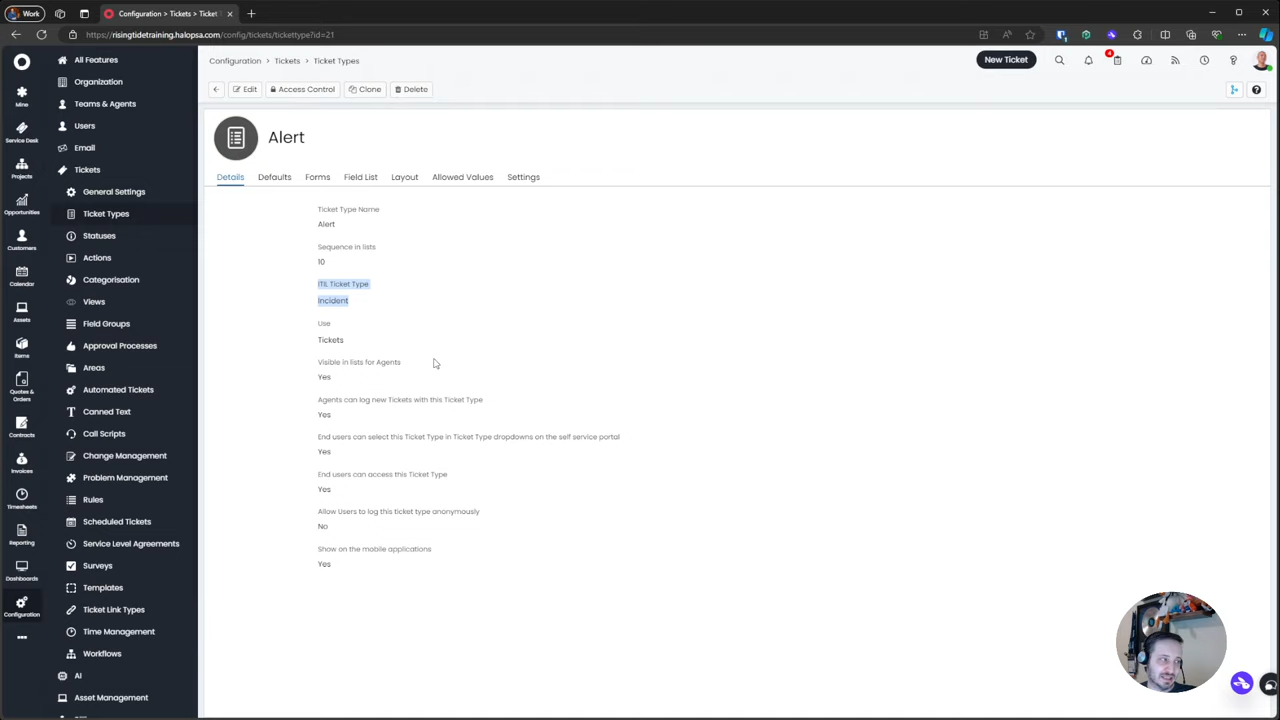 Work
Configuration > Tickets > Ticket
https://risingtidetraining.halopsa.com/config/tickets/tickettype?id=21
Configuration > Tickets > Ticket Types
New Ticket
4
Edit
Access Control
Clone
Delete
Alert
Details
Defaults
Forms
Field List
Layout
Allowed Values
Settings
Ticket Type Name
Alert
Sequence in lists
10
ITIL Ticket Type
Incident
Use
Tickets
Visible in lists for Agents
Yes
Agents can log new Tickets with this Ticket Type
Yes
End users can select this Ticket Type in Ticket Type dropdowns on the self service portal
Yes
End users can access this Ticket Type
Yes
Allow Users to log this ticket type anonymously
No
Show on the mobile applications
Yes
Mine
Service Desk
Projects
Opportunities
Customers
Calendar
Assets
Items
Quotes & Orders
Contracts
Invoices
Timesheets
Reporting
Dashboards
Configuration
All Features
Organization
Teams & Agents
Users
Email
Tickets
General Settings
Ticket Types
Statuses
Actions
Categorisation
Views
Field Groups
Approval Processes
Areas
Automated Tickets
Canned Text
Call Scripts
Change Management
Problem Management
Rules
Scheduled Tickets
Service Level Agreements
Surveys
Templates
Ticket Link Types
Time Management
Workflows
AI
Asset Management